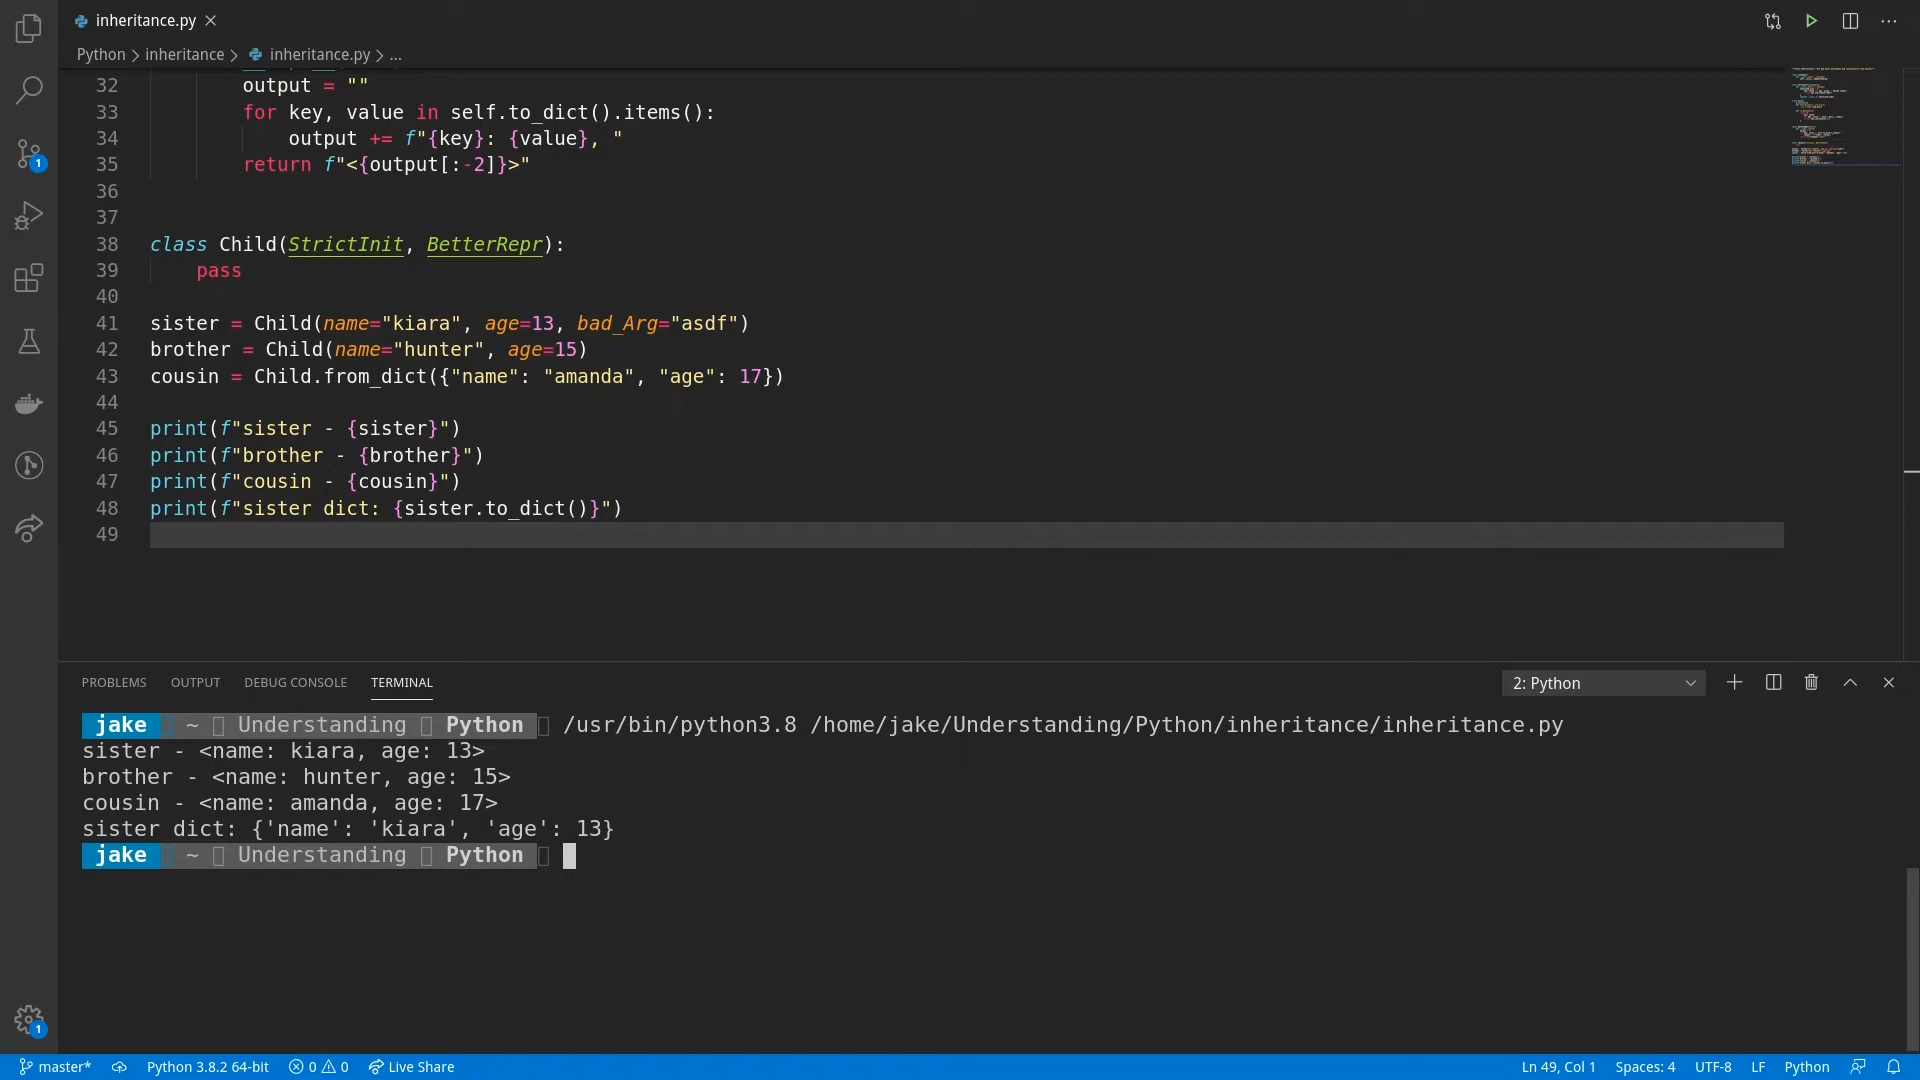 inheritance.py
Python > inheritance > inheritance.py > ...
32 output = ""
33 for key, value in self.to_dict().items():
34 output += f"{key}: {value}, "
35 return f"<{output[:-2]}>"
36
37
38 class Child(StrictInit, BetterRepr):
39 pass
40
41 sister = Child(name="kiara", age=13, bad_Arg="asdf")
42 brother = Child(name="hunter", age=15)
43 cousin = Child.from_dict({"name": "amanda", "age": 17})
44
45 print(f"sister - {sister}")
46 print(f"brother - {brother}")
47 print(f"cousin - {cousin}")
48 print(f"sister dict: {sister.to_dict()}")
49
1
PROBLEMS OUTPUT DEBUG CONSOLE TERMINAL 2: Python
jake ~ Understanding Python /usr/bin/python3.8 /home/jake/Understanding/Python/inheritance/inheritance.py
sister - <name: kiara, age: 13>
brother - <name: hunter, age: 15>
cousin - <name: amanda, age: 17>
sister dict: {'name': 'kiara', 'age': 13}
jake ~ Understanding Python
1
master* Python 3.8.2 64-bit 0 0 Live Share Ln 49, Col 1 Spaces: 4 UTF-8 LF Python